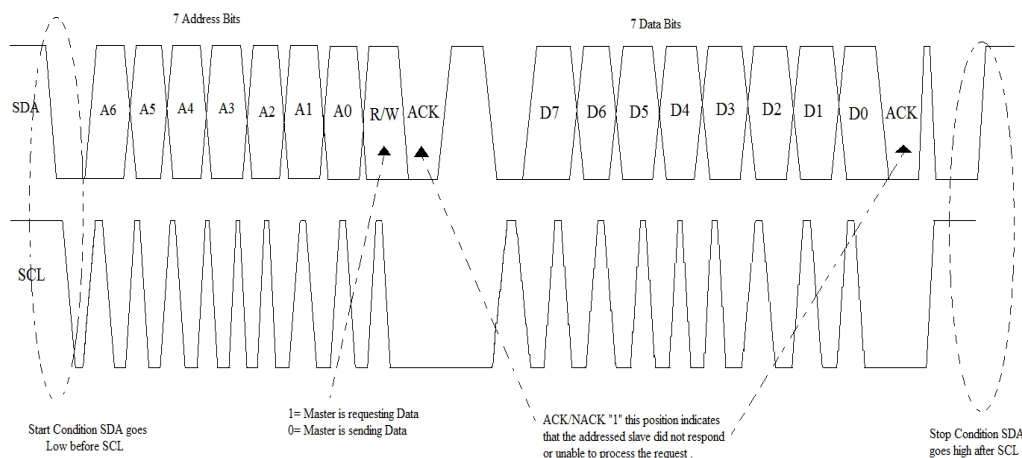 7 Address Bits
7 Data Bits
SDA
A6
A5
A4
A3
A2
A1
A0
R/W
ACK
D7
D6
D5
D4
D3
D2
D1
D0
ACK
SCL
Start Condition SDA goes
Low before SCL
1= Master is requesting Data
0= Master is sending Data
ACK/NACK "1" this position indicates
that the addressed slave did not respond
or unable to process the request .
Stop Condition SDA
goes high after SCL